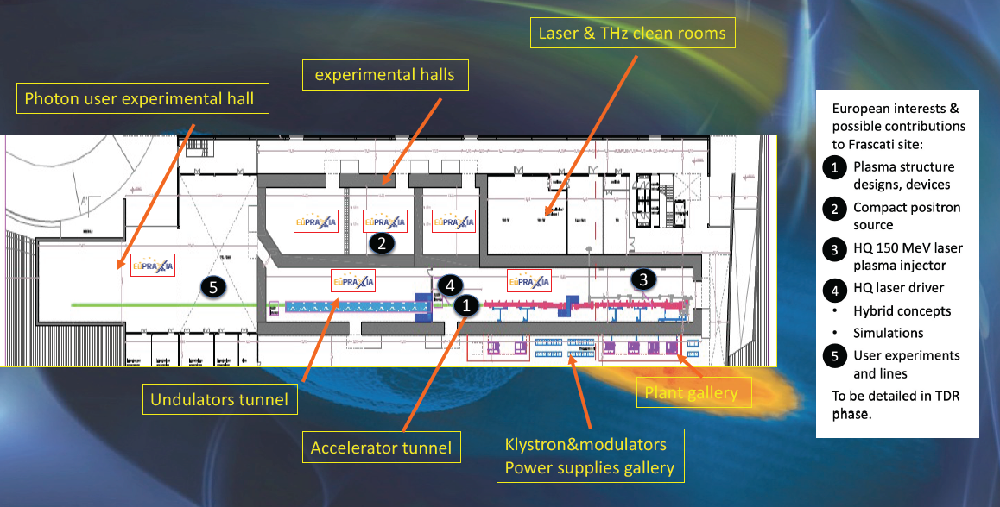 Laser & THz clean rooms
experimental halls
Photon user experimental hall
EuPRAXIA
EuPRAXIA
EuPRAXIA
2
EuPRAXIA
EuPRAXIA
EuPRAXIA
5
4
3
1
Undulators tunnel
Accelerator tunnel
Klystron&modulators
Power supplies gallery
Plant gallery
European interests &
possible contributions
to Frascati site:
1 Plasma structure
designs, devices
2 Compact positron
source
3 HQ 150 MeV laser
plasma injector
4 HQ laser driver
• Hybrid concepts
• Simulations
5 User experiments
and lines
To be detailed in TDR
phase.